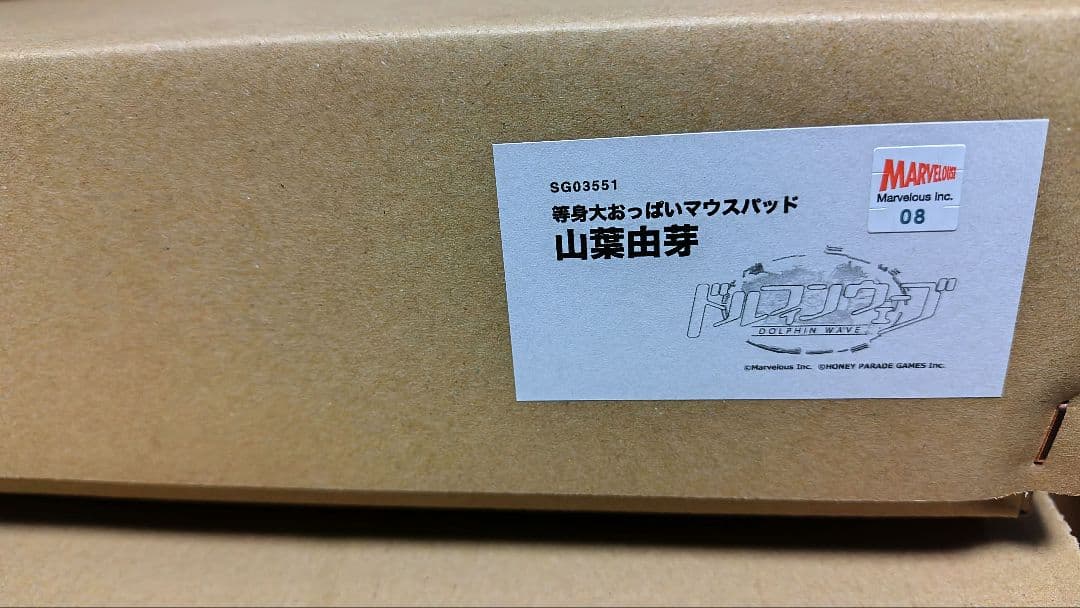 SG03551
等身大おっぱいマウスパッド
山葉由芽
MARVELOUS!
Marvelous Inc.
08
ドルフィンウェーブ
DOLPHIN WAVE
©Marvelous Inc. ©HONEY PARADE GAMES Inc.